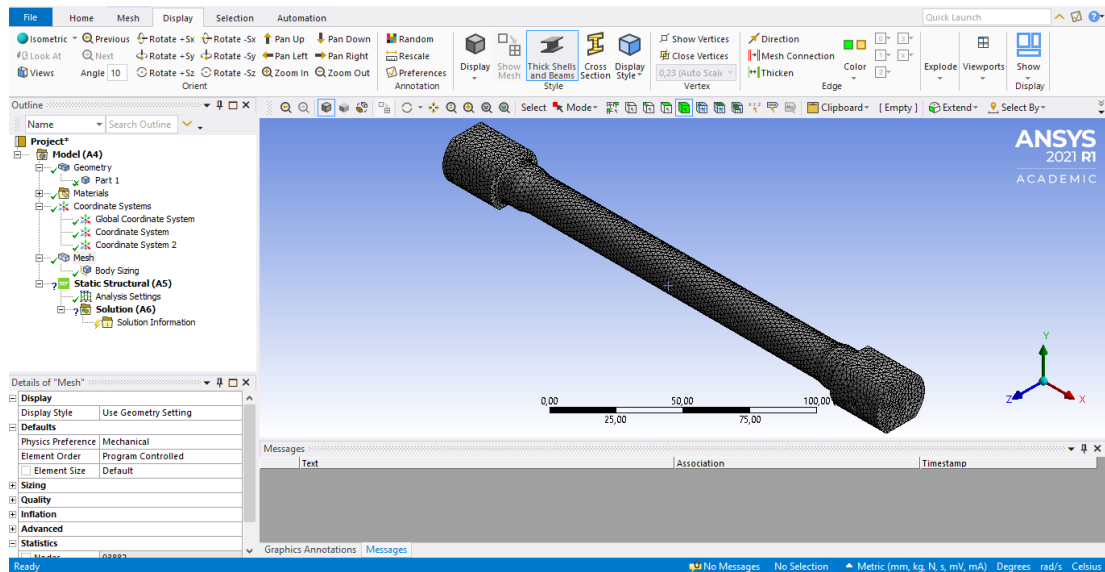 File Home Mesh Display Selection Automation Quick Launch
Isometric Previous Rotate +Sx Rotate -Sx Pan Up Pan Down Random Show Vertices Direction
Look At Next Rotate +Sy Rotate -Sy Pan Left Pan Right Rescale Close Vertices Mesh Connection
Views Angle 10 Rotate +Sz Rotate -Sz Zoom In Zoom Out Preferences 0,23 (Auto Scale Thicken
Display Show Mesh Thick Shells and Beams Cross Section Display Style Color Explode Viewports Show
Orient Annotation Style Vertex Edge Display
Outline Select Mode Clipboard [ Empty ] Extend Select By
Name Search Outline
Project*
Model (A4)
Geometry
Part 1
Materials
Coordinate Systems
Global Coordinate System
Coordinate System
Coordinate System 2
Mesh
Body Sizing
Static Structural (A5)
Analysis Settings
Solution (A6)
Solution Information
ANSYS
2021 R1
ACADEMIC
Y
Z X
0,00 50,00 100,00
25,00 75,00
Details of "Mesh"
Display
Display Style Use Geometry Setting
Defaults
Physics Preference Mechanical
Element Order Program Controlled
Element Size Default
Sizing
Quality
Inflation
Advanced
Statistics
Nodes 93882
Messages
Text Association Timestamp
Graphics Annotations Messages
Ready No Messages No Selection Metric (mm, kg, N, s, mV, mA) Degrees rad/s Celsius